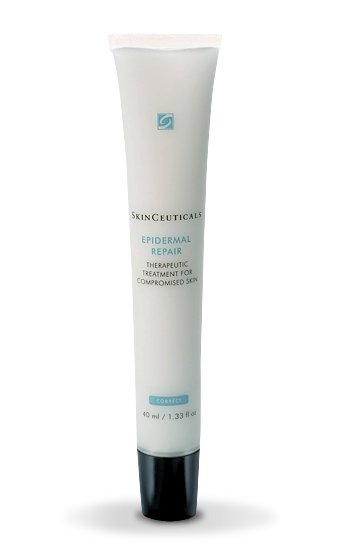 SKINCEUTICALS
EPIDERMAL
REPAIR
THERAPEUTIC
TREATMENT FOR
COMPROMISED SKIN
CORRECT
40 ml / 1.33 fl oz